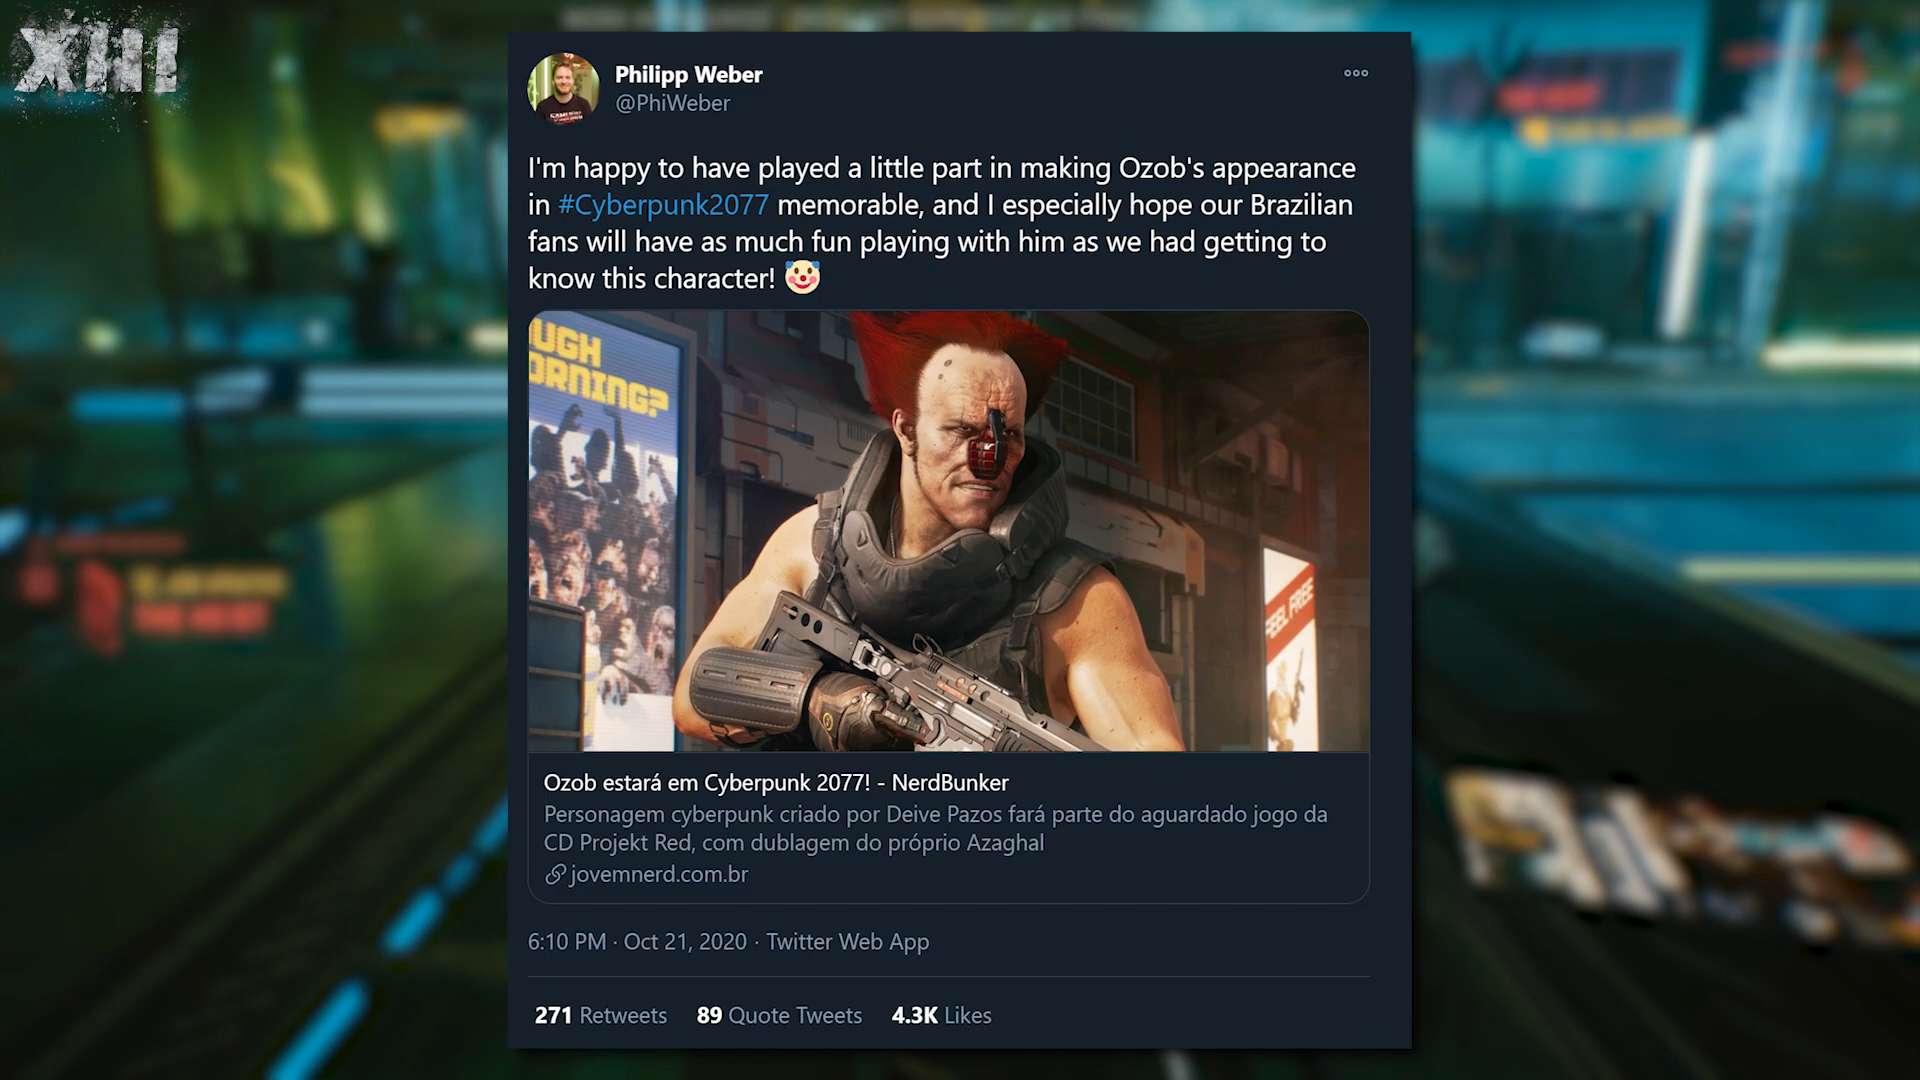 XIII
Philipp Weber
@PhiWeber
I'm happy to have played a little part in making Ozob's appearance
in #Cyberpunk2077 memorable, and I especially hope our Brazilian
fans will have as much fun playing with him as we had getting to
know this character! 🤡
UGH
ORNING?
FEEL FREE
Ozob estará em Cyberpunk 2077! - NerdBunker
Personagem cyberpunk criado por Deive Pazos fará parte do aguardado jogo da
CD Projekt Red, com dublagem do próprio Azaghal
jovemnerd.com.br
6:10 PM · Oct 21, 2020 · Twitter Web App
271 Retweets 89 Quote Tweets 4.3K Likes